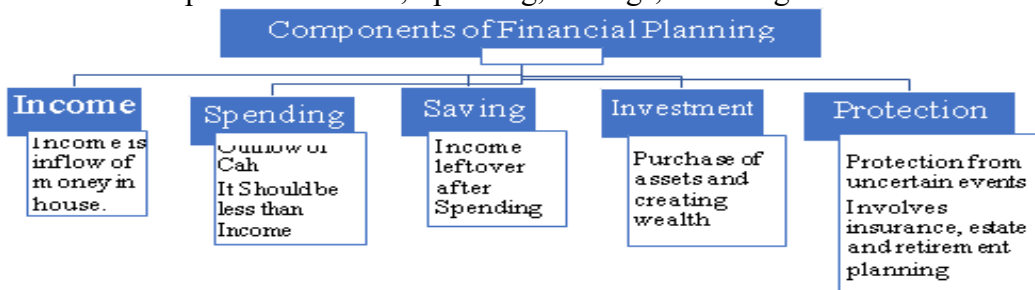 Components of Financial Planning
Income
Income is
inflow of
money in
house.
Spending
Outflow of
Cah
It Should be
less than
Income
Saving
Income
leftover
after
Spending
Investment
Purchase of
assets and
creating
wealth
Protection
Protection from
uncertain events
Involves
insurance, estate
and retirement
planning